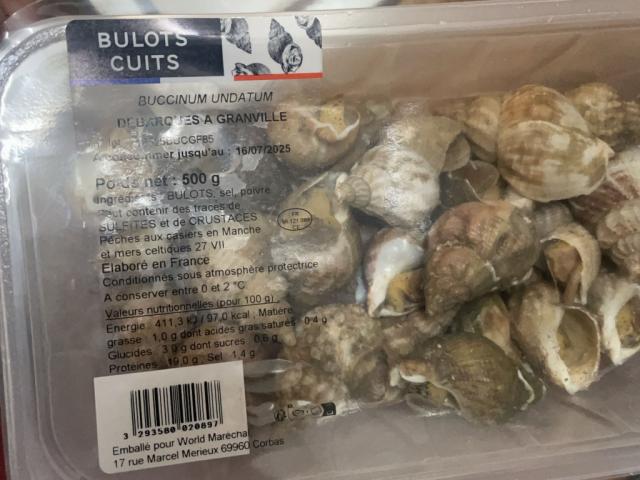 BULOTS
CUITS
BUCCINUM UNDATUM
DEBARQUES A GRANVILLE
A consommer jusqu'au : 16/07/2025
Poids net : 500 g
Ingrédients : BULOTS, sel, poivre
Peut contenir des traces de
SULFITES et de CRUSTACES
Pêches aux casiers en Manche
et mers celtiques 27 VII
Elaboré en France
Conditionnés sous atmosphère protectrice
A conserver entre 0 et 2 °C
Valeurs nutritionnelles (pour 100 g)
Energie 411,3 kJ / 97,0 kcal , Matière
grasse 1,0 g dont acides gras saturés 0,4 g
Glucides 3,9 g dont sucres 0,6 g
Protéines 19,0 g, Sel 1,4 g
FR
CE
3 293580 020897
Emballé pour World Maréchal
17 rue Marcel Merieux 69960 Corbas